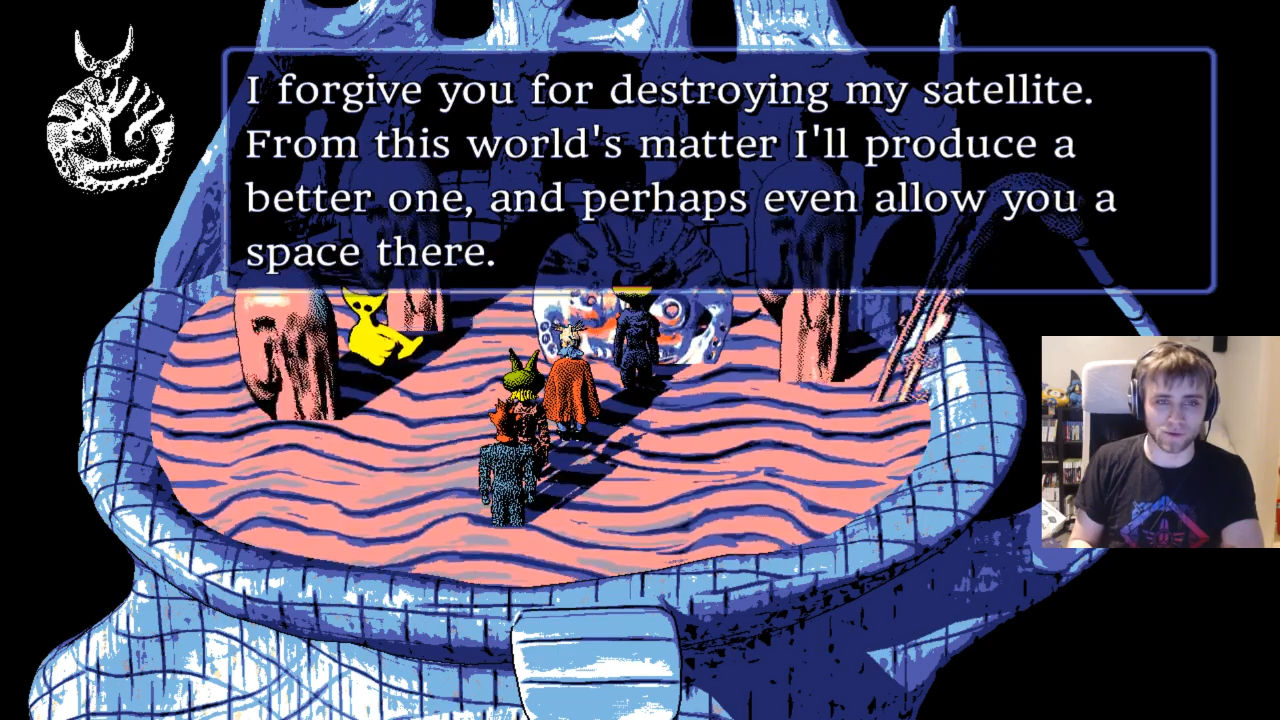 I forgive you for destroying my satellite.
From this world's matter I'll produce a
better one, and perhaps even allow you a
space there.